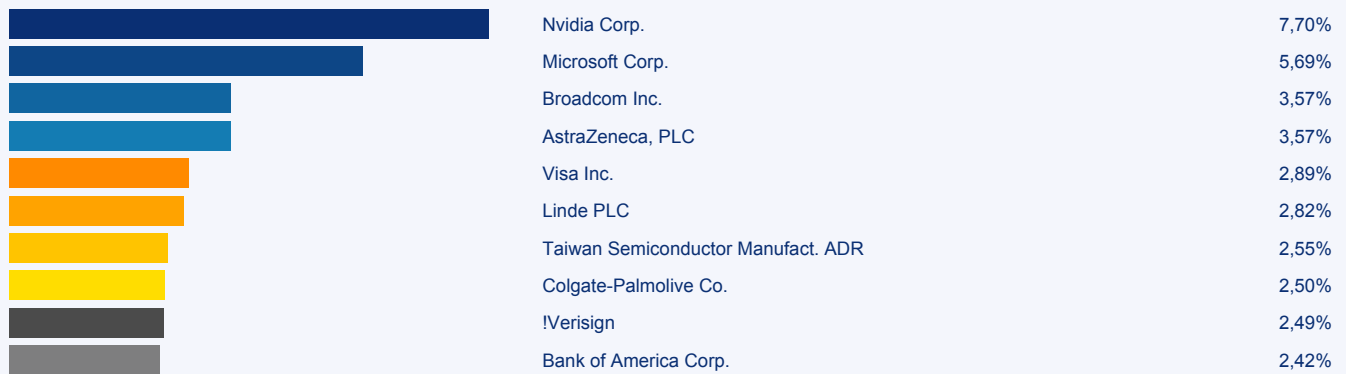 Nvidia Corp. 7,70%
Microsoft Corp. 5,69%
Broadcom Inc. 3,57%
AstraZeneca, PLC 3,57%
Visa Inc. 2,89%
Linde PLC 2,82%
Taiwan Semiconductor Manufact. ADR 2,55%
Colgate-Palmolive Co. 2,50%
!Verisign 2,49%
Bank of America Corp. 2,42%